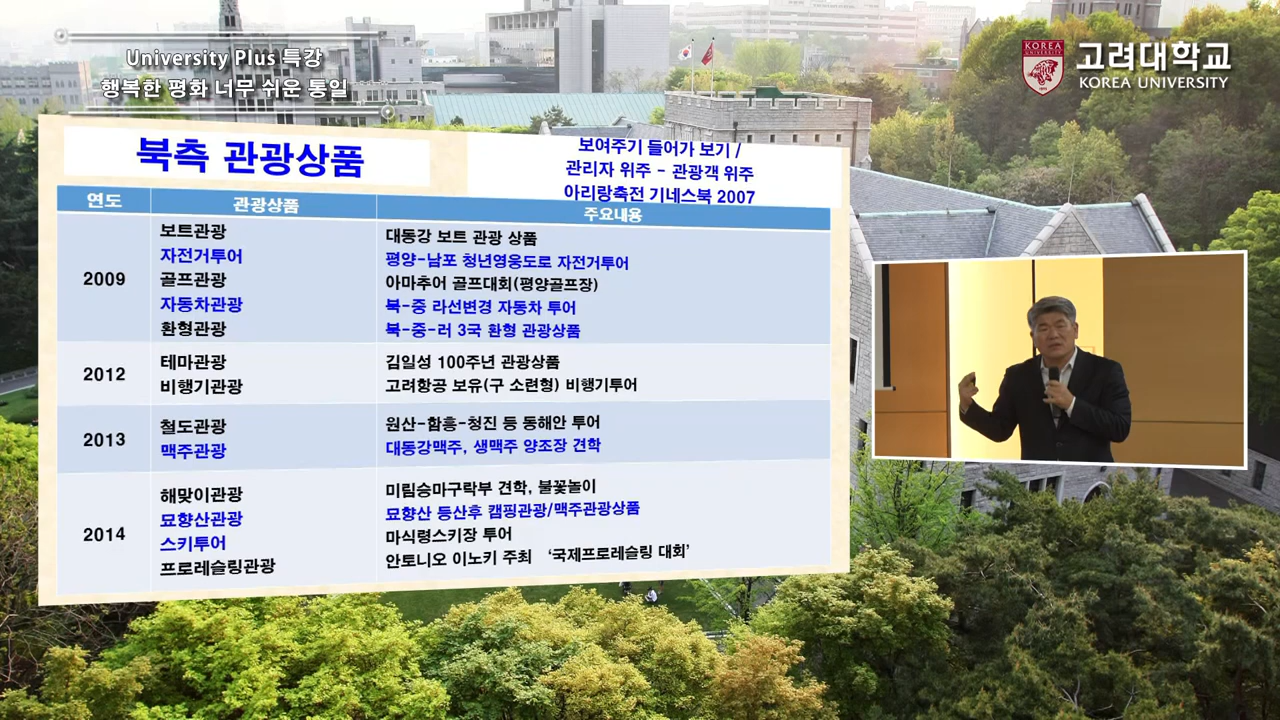 University Plus 특강
행복한 평화 너무 쉬운 통일
KOREA
UNIVERSITY
고려대학교
KOREA UNIVERSITY
북측 관광상품
보여주기 들어가 보기 /
관리자 위주 - 관광객 위주
아리랑축전 기네스북 2007
연도 관광상품 주요내용
2009
보트관광 대동강 보트 관광 상품
자전거투어 평양-남포 청년영웅도로 자전거투어
골프관광 아마추어 골프대회(평양골프장)
자동차관광 북-중 라선변경 자동차 투어
환형관광 북-중-러 3국 환형 관광상품
2012
테마관광 김일성 100주년 관광상품
비행기관광 고려항공 보유(구 소련형) 비행기투어
2013
철도관광 원산-함흥-청진 등 동해안 투어
맥주관광 대동강맥주, 생맥주 양조장 견학
2014
해맞이관광 미림승마구락부 견학, 불꽃놀이
묘향산관광 묘향산 등산후 캠핑관광/맥주관광상품
스키투어 마식령스키장 투어
프로레슬링관광 안토니오 이노키 주최 ‘국제프로레슬링 대회’